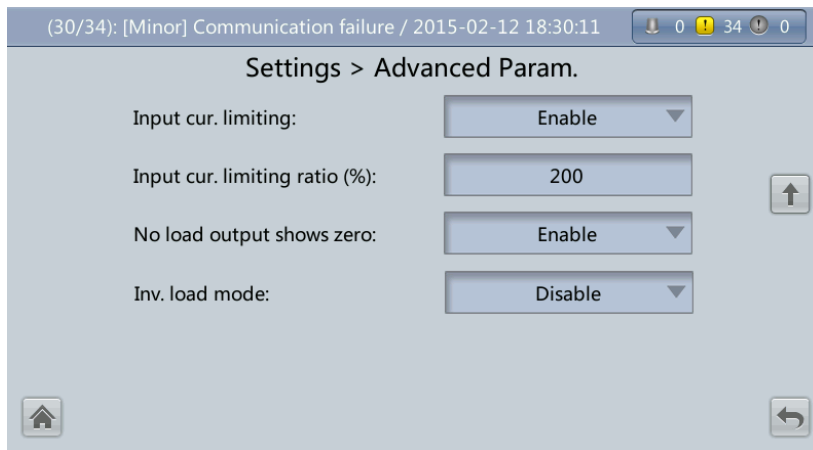 (30/34): [Minor] Communication failure / 2015-02-12 18:30:11 0 34 0
Settings > Advanced Param.
Input cur. limiting: Enable
Input cur. limiting ratio (%): 200
No load output shows zero: Enable
Inv. load mode: Disable